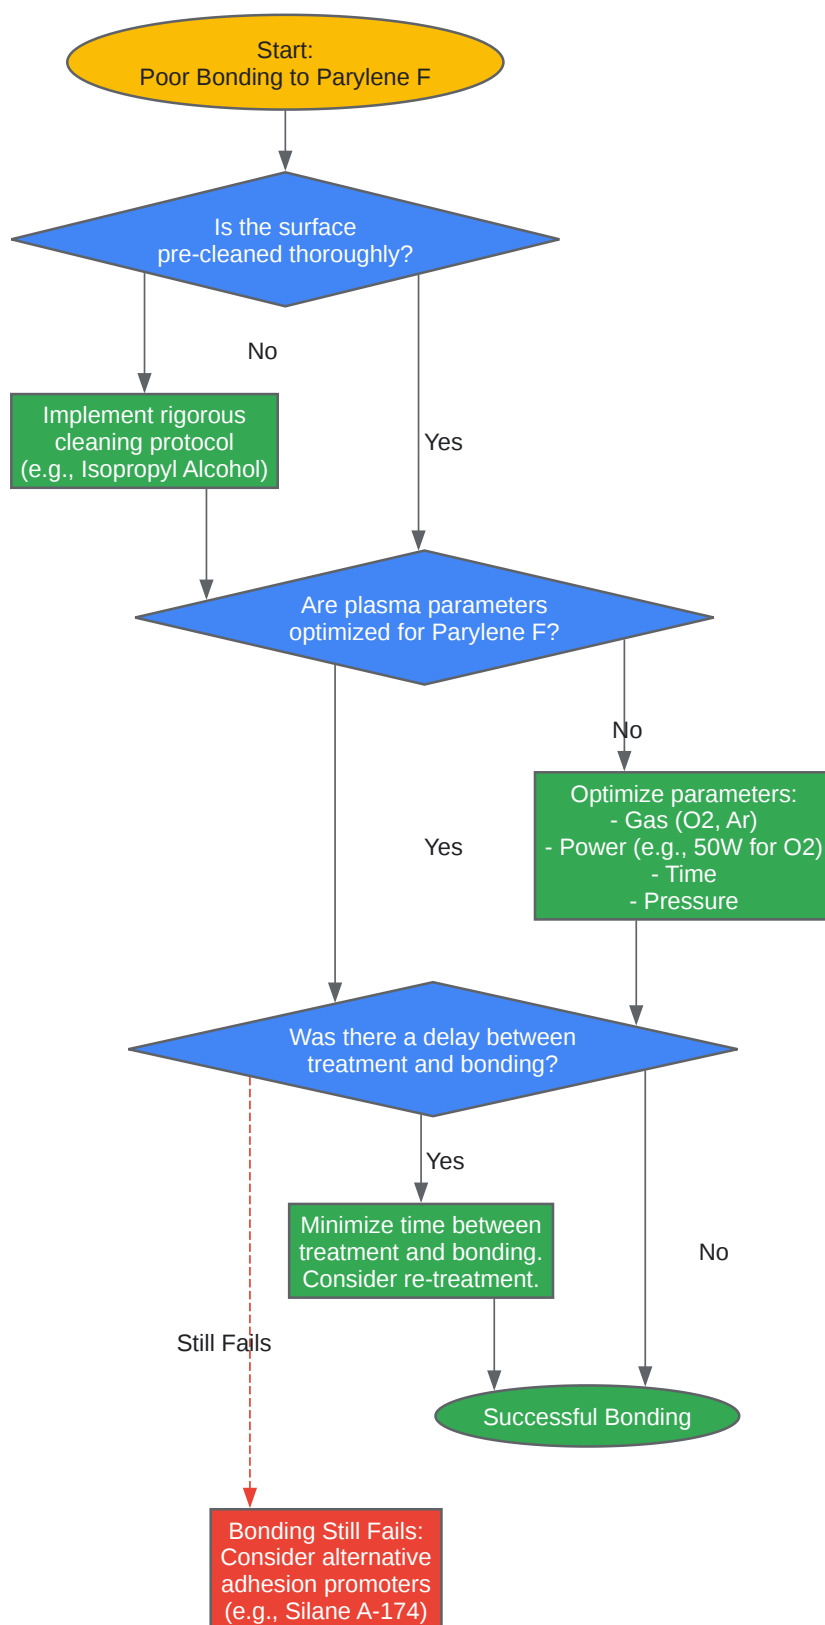 Start:
Poor Bonding to Parylene F
Is the surface
pre-cleaned thoroughly?
No
Implement rigorous
cleaning protocol
(e.g., Isopropyl Alcohol)
Yes
Are plasma parameters
optimized for Parylene F?
No
Optimize parameters:
- Gas (O2, Ar)
- Power (e.g., 50W for O2)
- Time
- Pressure
Yes
Was there a delay between
treatment and bonding?
Yes
Minimize time between
treatment and bonding.
Consider re-treatment.
No
Still Fails
Successful Bonding
Bonding Still Fails:
Consider alternative
adhesion promoters
(e.g., Silane A-174)